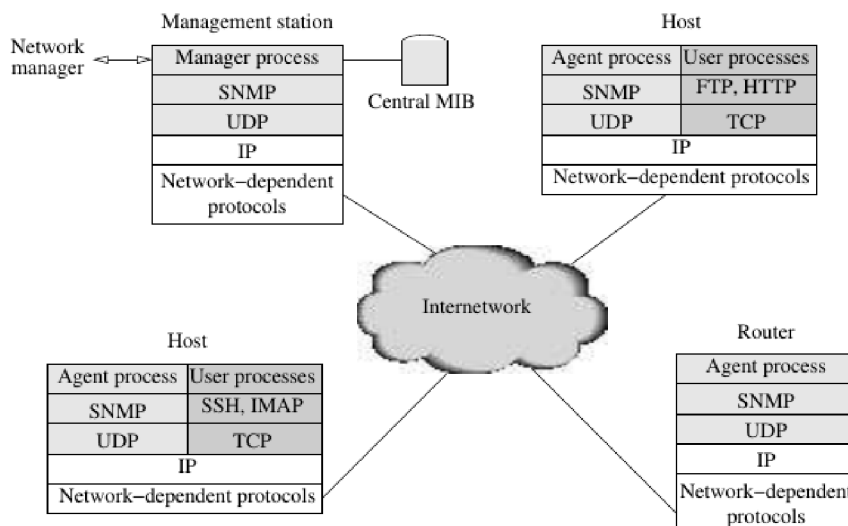 Management station
Network
manager
Manager process
SNMP
UDP
IP
Network−dependent
protocols
Central MIB
Host
Agent process
User processes
SNMP
FTP, HTTP
UDP
TCP
IP
Network−dependent protocols
Internetwork
Host
Agent process
User processes
SNMP
SSH, IMAP
UDP
TCP
IP
Network−dependent protocols
Router
Agent process
SNMP
UDP
IP
Network−dependent
protocols